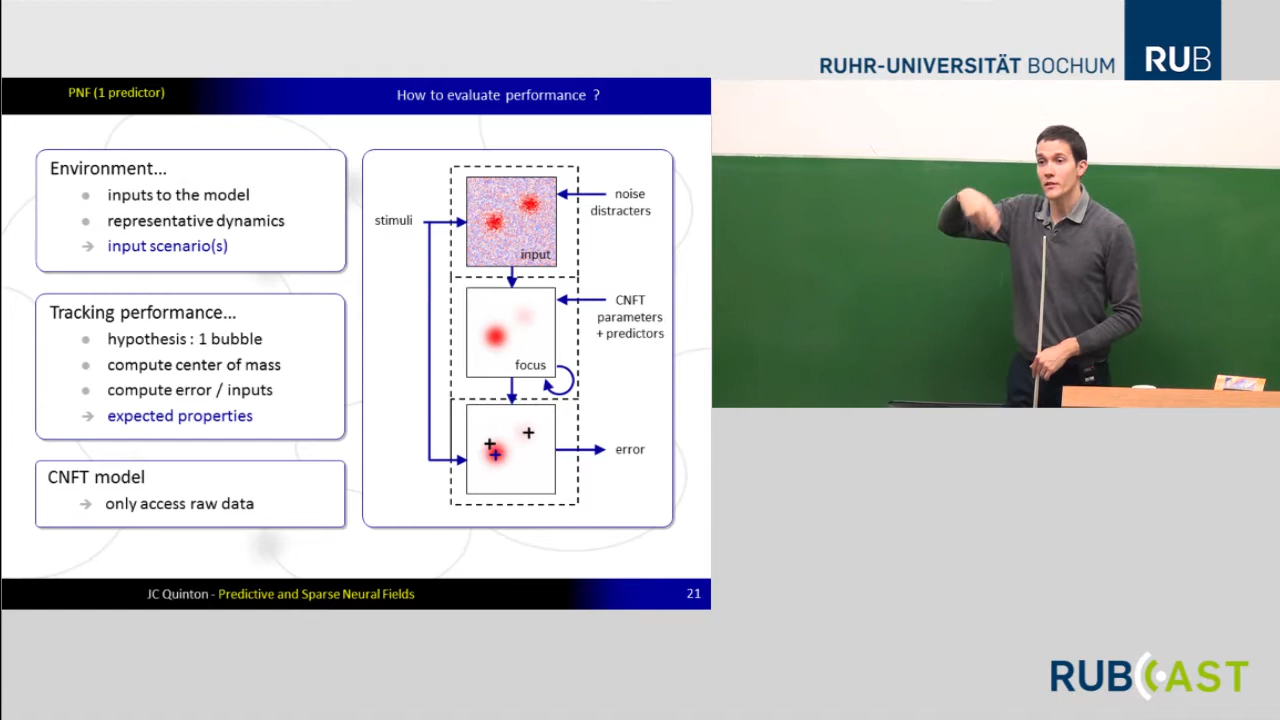 RUHR-UNIVERSITÄT BOCHUM
RUB
PNF (1 predictor)
How to evaluate performance ?
Environment...
inputs to the model
representative dynamics
input scenario(s)
Tracking performance...
hypothesis : 1 bubble
compute center of mass
compute error / inputs
expected properties
CNFT model
only access raw data
stimuli
noise
distracters
input
CNFT
parameters
+ predictors
focus
error
JC Quinton - Predictive and Sparse Neural Fields
21
RUBCAST